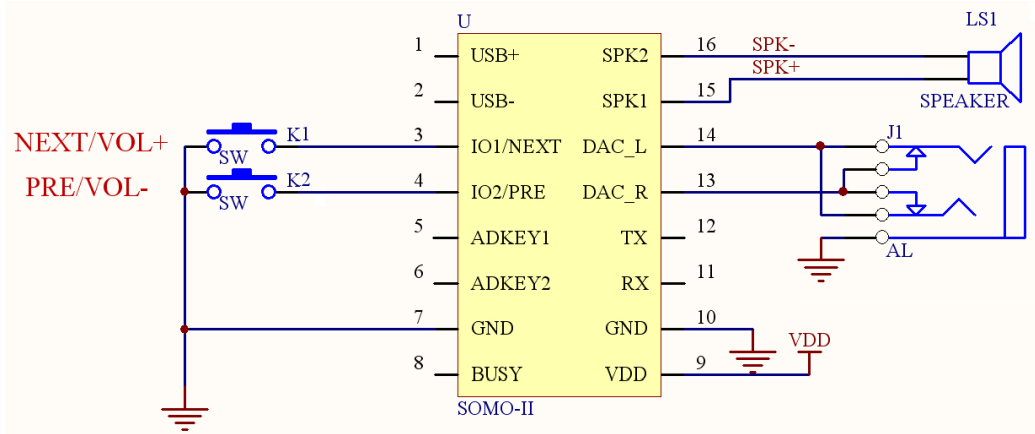 U
LS1
1
USB+
SPK2
16
SPK-
2
USB-
SPK1
15
SPK+
SPEAKER
NEXT/VOL+
SW
K1
3
IO1/NEXT
DAC_L
14
J1
PRE/VOL-
SW
K2
4
IO2/PRE
DAC_R
13
5
ADKEY1
TX
12
AL
6
ADKEY2
RX
11
7
GND
GND
10
VDD
8
BUSY
VDD
9
SOMO-II